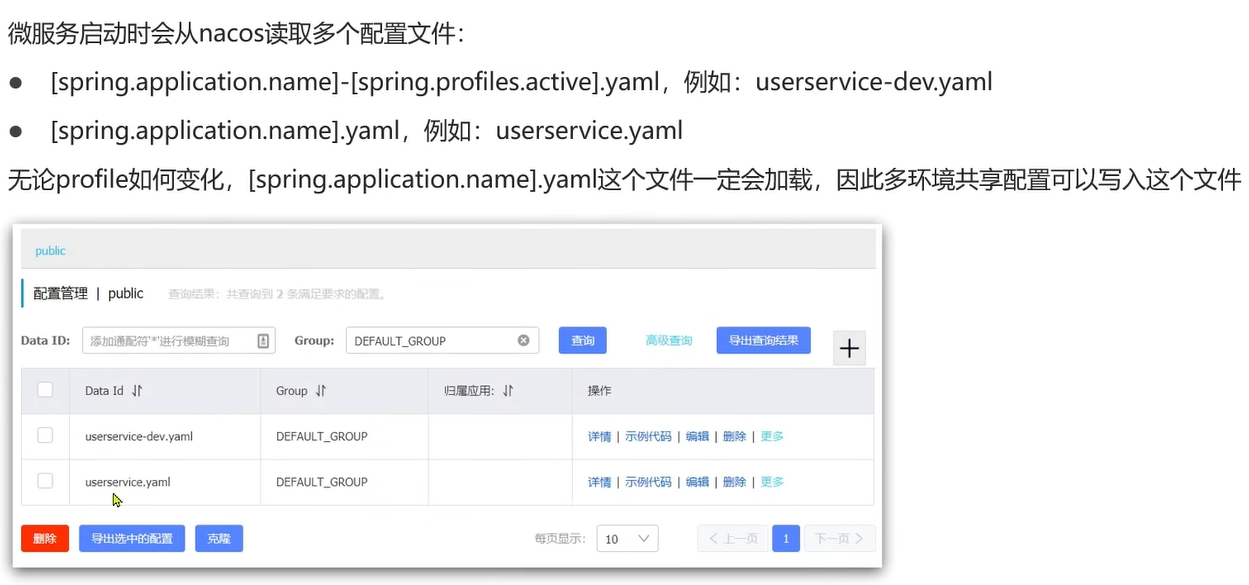 微服务启动时会从nacos读取多个配置文件：
● [spring.application.name]-[spring.profiles.active].yaml，例如：userservice-dev.yaml
● [spring.application.name].yaml，例如：userservice.yaml
无论profile如何变化，[spring.application.name].yaml这个文件一定会加载，因此多环境共享配置可以写入这个文件
public
配置管理 | public 查询结果：共查询到 2 条满足要求的配置。
Data ID: 添加通配符'*'进行模糊查询 Group: DEFAULT_GROUP 查询 高级查询 导出查询结果 +
Data Id Group 归属应用: 操作
userservice-dev.yaml DEFAULT_GROUP 详情 | 示例代码 | 编辑 | 删除 | 更多
userservice.yaml DEFAULT_GROUP 详情 | 示例代码 | 编辑 | 删除 | 更多
删除 导出选中的配置 克隆 每页显示: 10 < 上一页 1 下一页 >